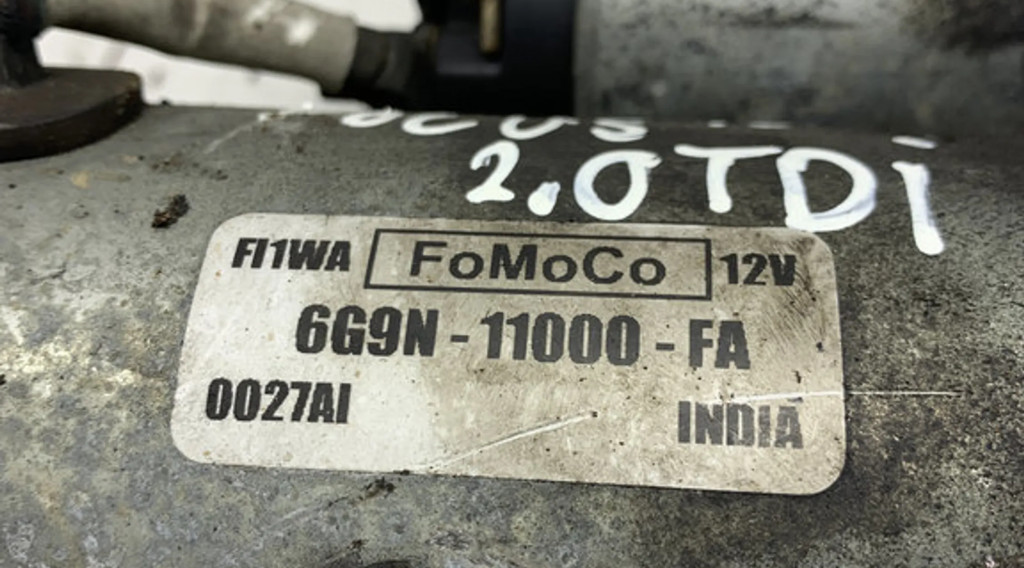 2.0TDi
FI1WA FoMoCo 12V
6G9N - 11000 - FA
0027AI
INDIA